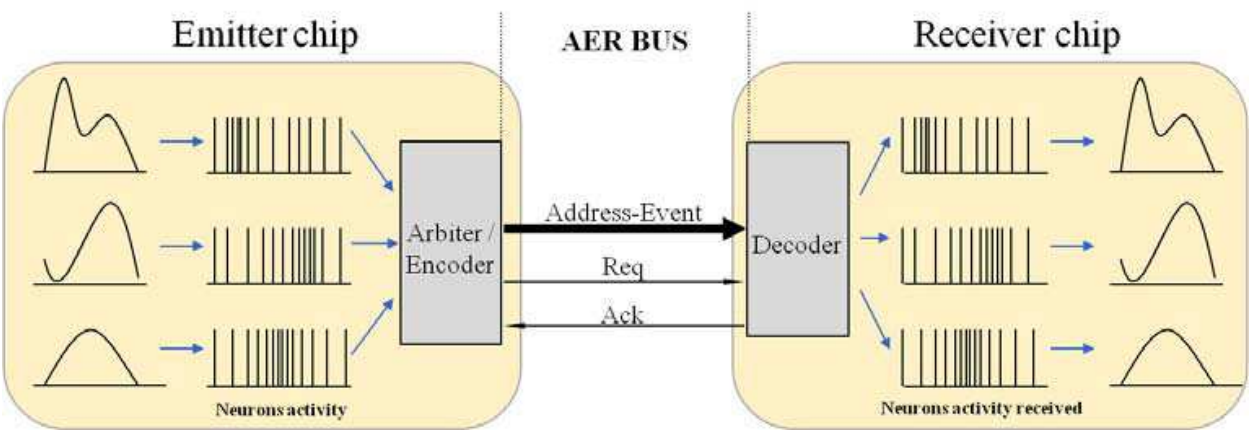 Emitter chip
AER BUS
Receiver chip
Address-Event
Arbiter /
Encoder
Decoder
Req
Ack
Neurons activity
Neurons activity received